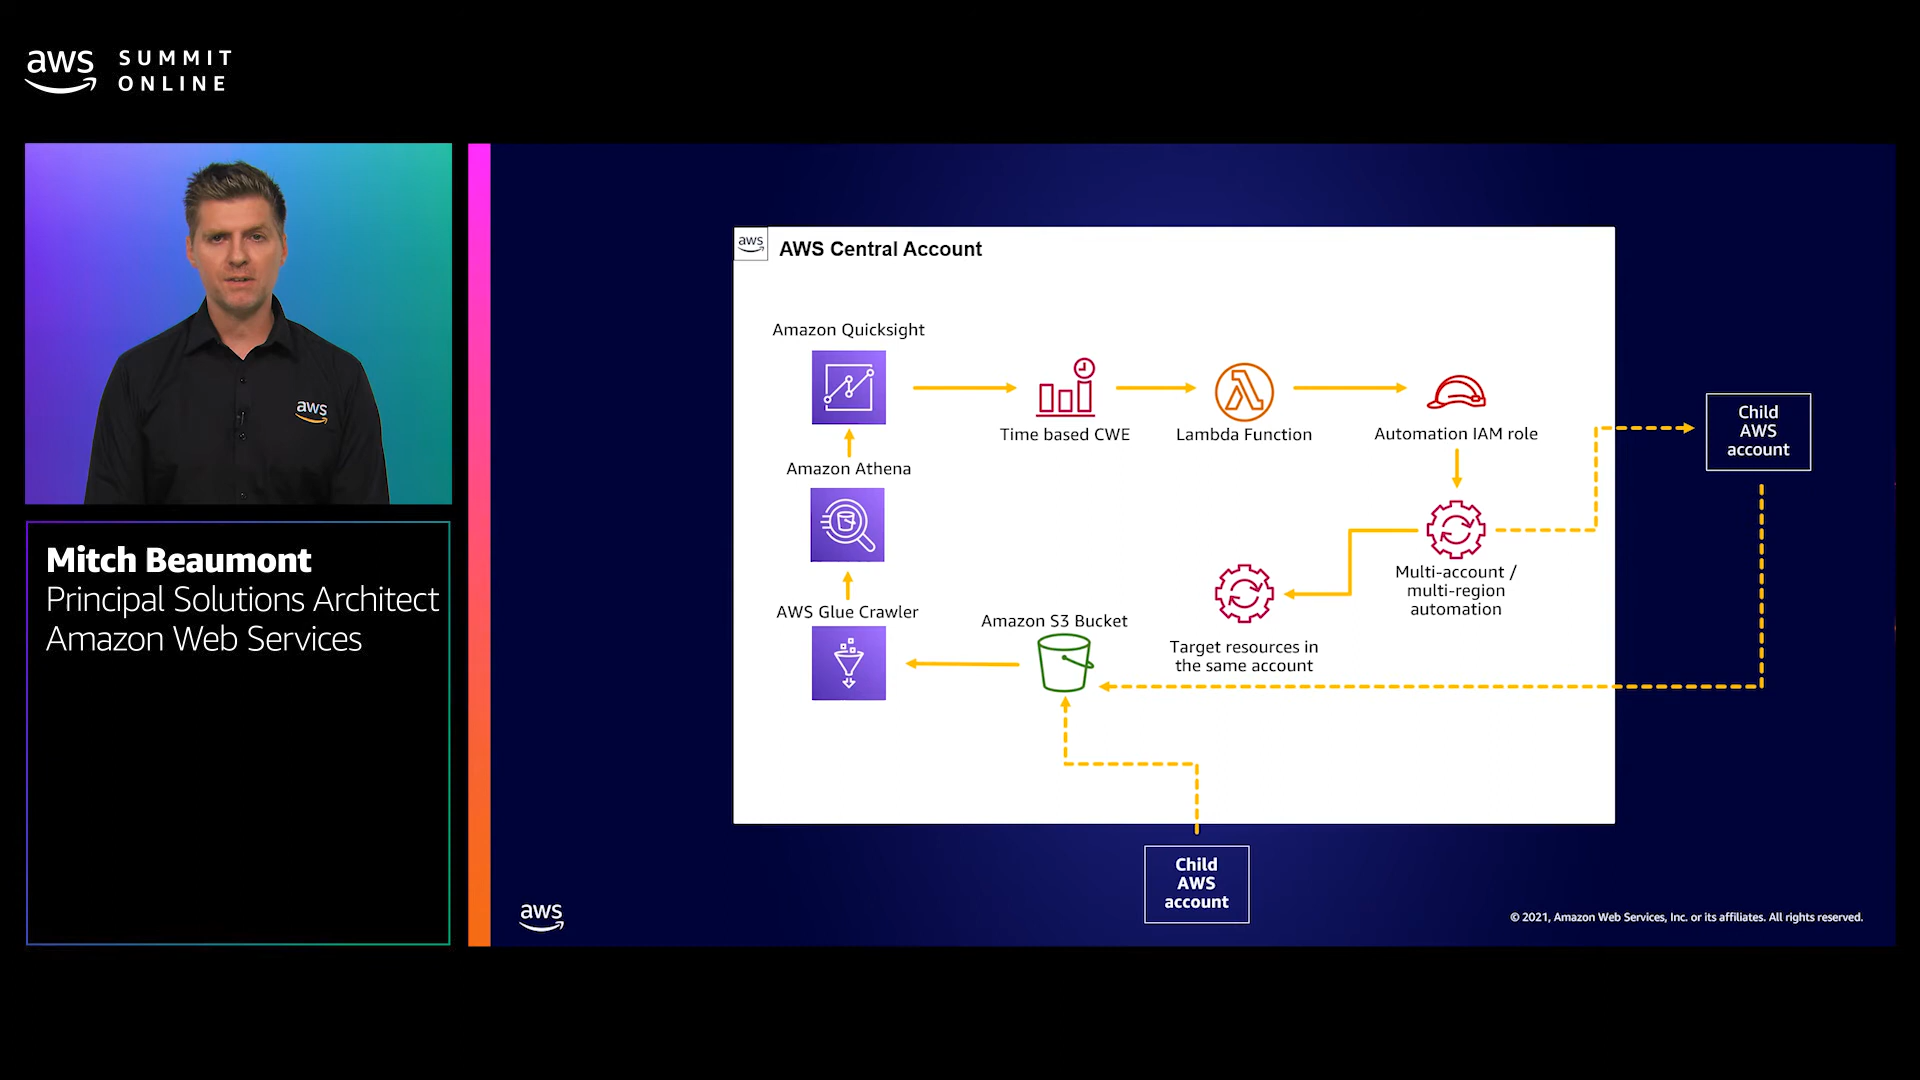 aws SUMMIT
ONLINE
aws
Mitch Beaumont
Principal Solutions Architect
Amazon Web Services
aws AWS Central Account
Amazon Quicksight
Time based CWE
Lambda Function
Automation IAM role
Child
AWS
account
Amazon Athena
Multi-account /
multi-region
automation
AWS Glue Crawler
Amazon S3 Bucket
Target resources in
the same account
Child
AWS
account
aws
© 2021, Amazon Web Services, Inc. or its affiliates. All rights reserved.